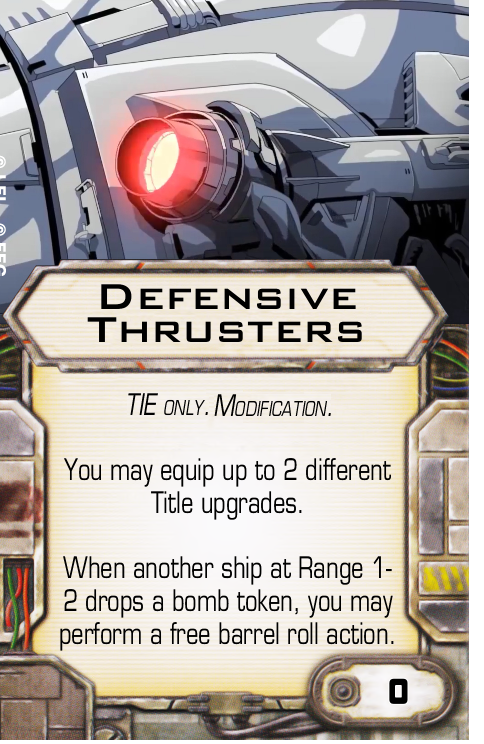 DEFENSIVE
THRUSTERS
TIE ONLY. MODIFICATION.
You may equip up to 2 different
Title upgrades.
When another ship at Range 1-
2 drops a bomb token, you may
perform a free barrel roll action.
0